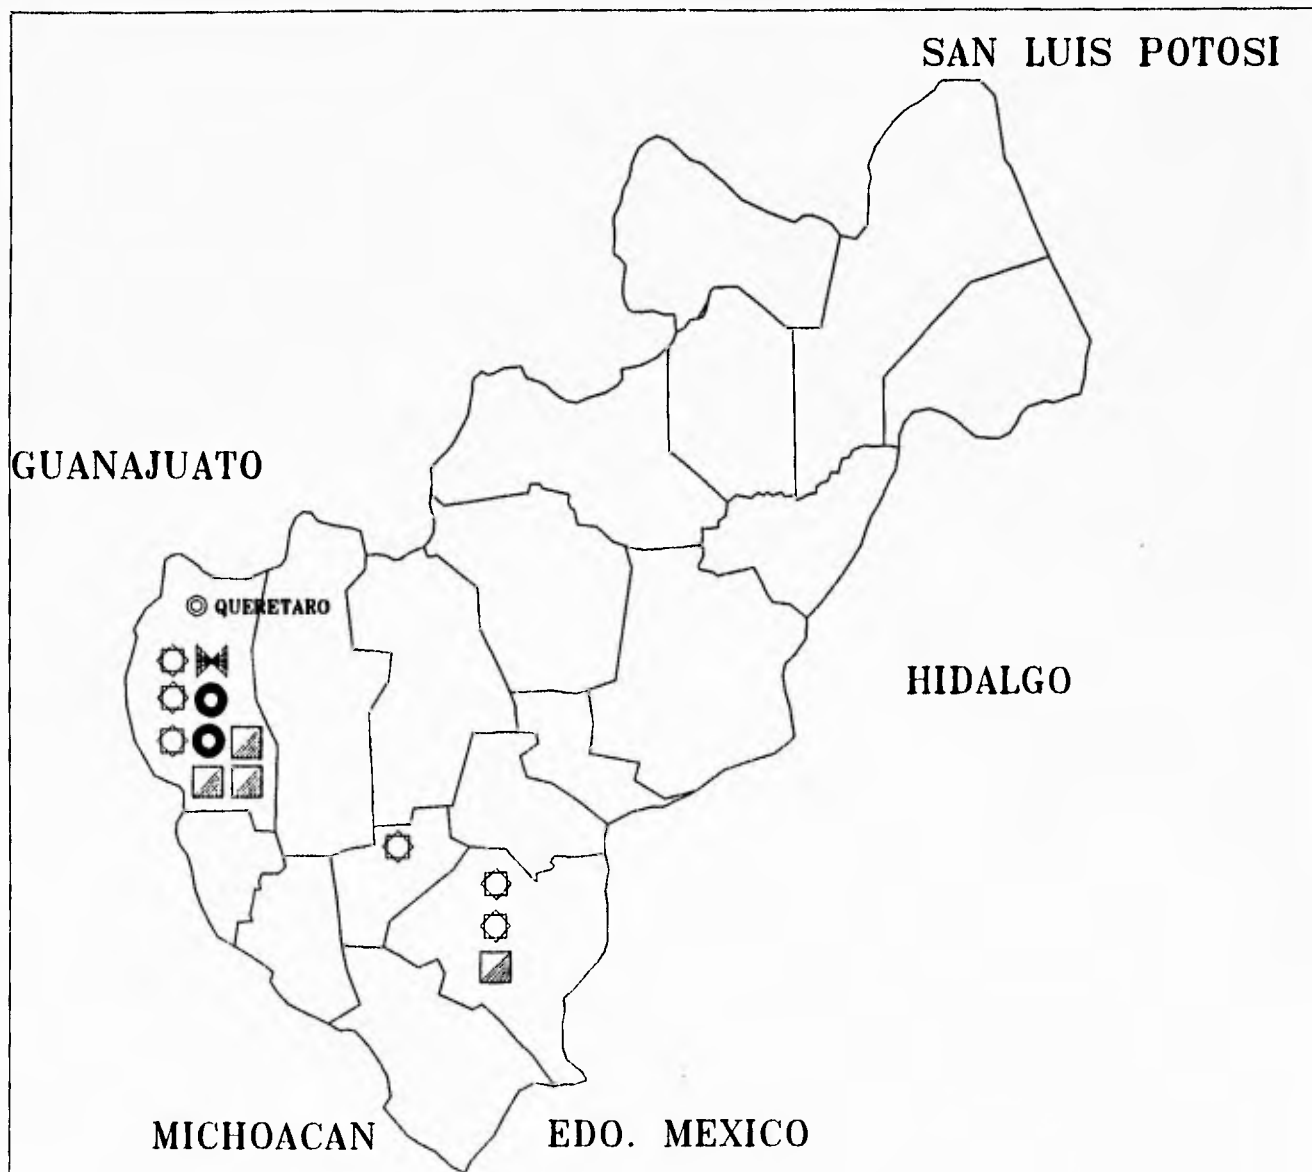 SAN LUIS POTOSI
GUANAJUATO
QUERETARO
HIDALGO
MICHOACAN
EDO. MEXICO